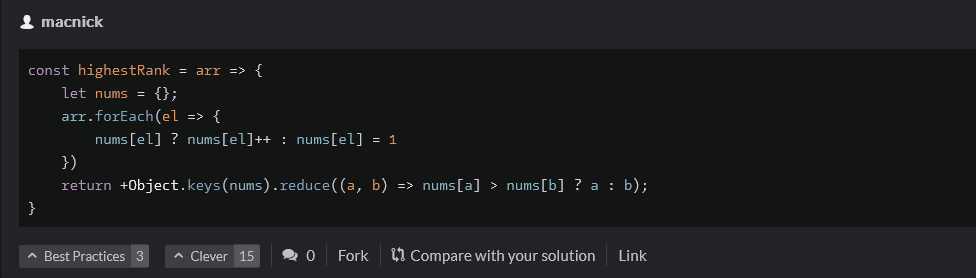 macnick
const highestRank = arr => {
    let nums = {};
    arr.forEach(el => {
        nums[el] ? nums[el]++ : nums[el] = 1
    })
    return +Object.keys(nums).reduce((a, b) => nums[a] > nums[b] ? a : b);
}
Best Practices 3 Clever 15 0 Fork Compare with your solution Link